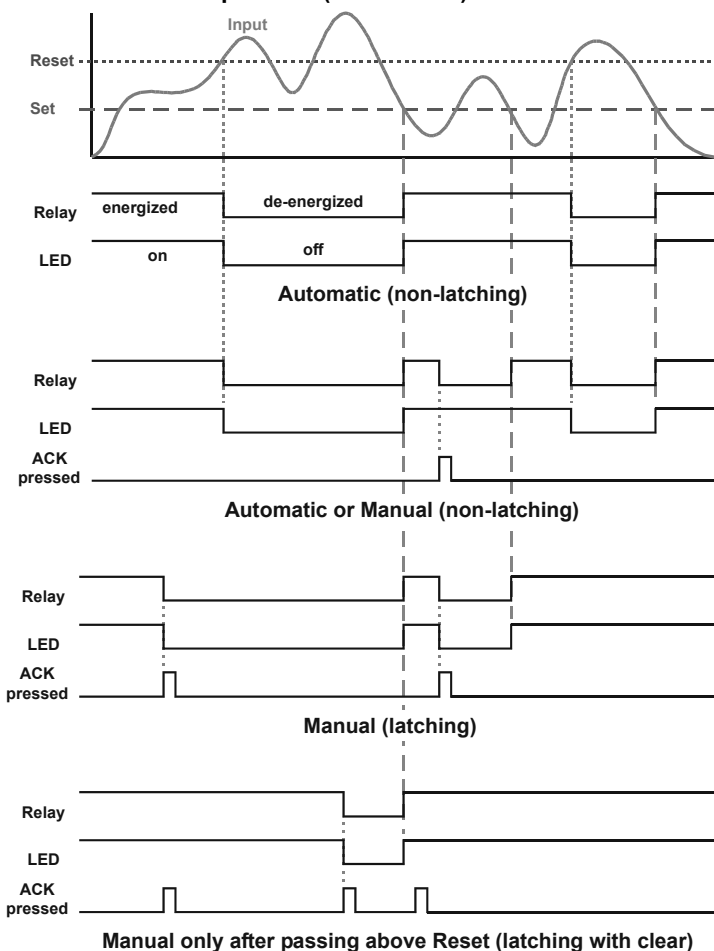 Input
Reset
Set
Relay energized de-energized
LED on off
Automatic (non-latching)
Relay
LED
ACK
pressed
Automatic or Manual (non-latching)
Relay
LED
ACK
pressed
Manual (latching)
Relay
LED
ACK
pressed
Manual only after passing above Reset (latching with clear)